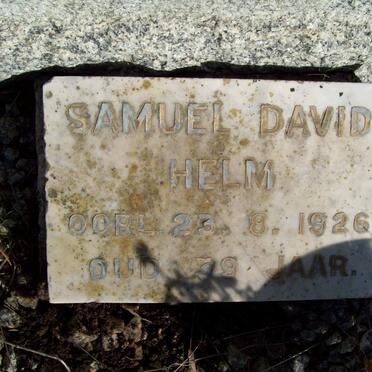 SAMUEL DAVID
HELM
OORL. 23. 8. 1926
OUD 79 JAAR.